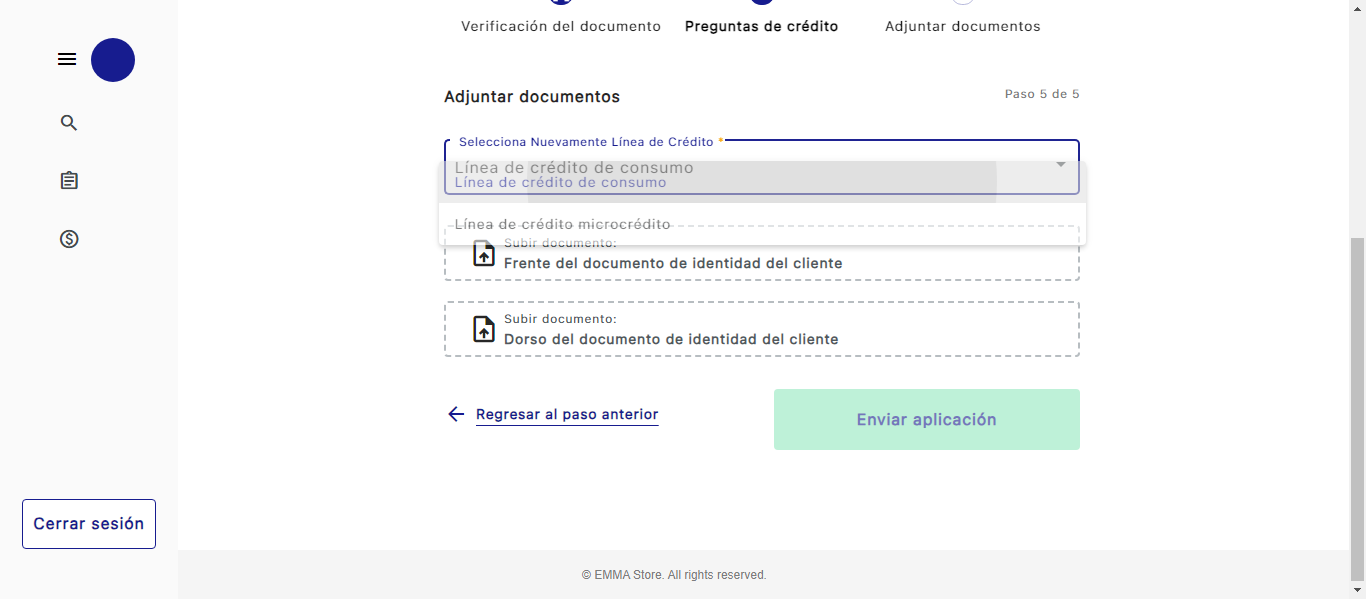 Verificación del documento
Preguntas de crédito
Adjuntar documentos
Adjuntar documentos
Paso 5 de 5
Selecciona Nuevamente Línea de Crédito *
Línea de crédito de consumo
Línea de crédito de consumo
Línea de crédito microcrédito
Subir documento:
Frente del documento de identidad del cliente
Subir documento:
Dorso del documento de identidad del cliente
Regresar al paso anterior
Enviar aplicación
Cerrar sesión
© EMMA Store. All rights reserved.